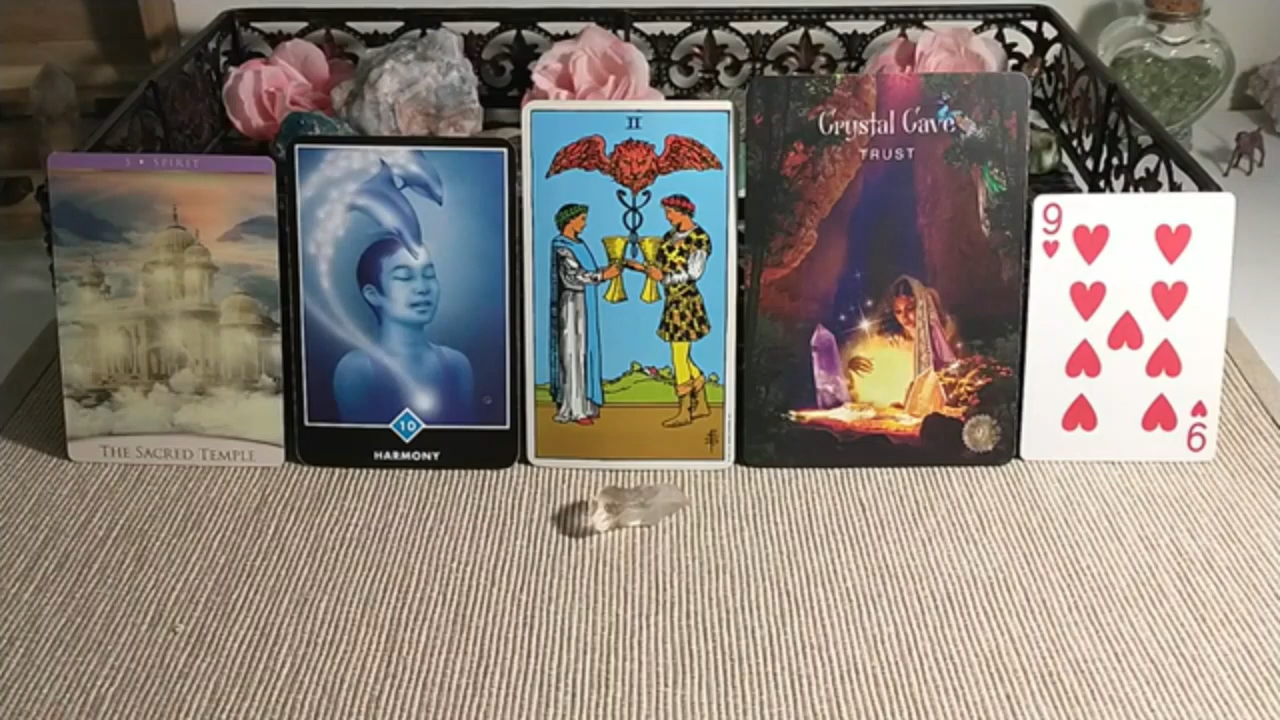 5 • SPIRIT
THE SACRED TEMPLE
10
HARMONY
II
Crystal Cave
TRUST
9
9